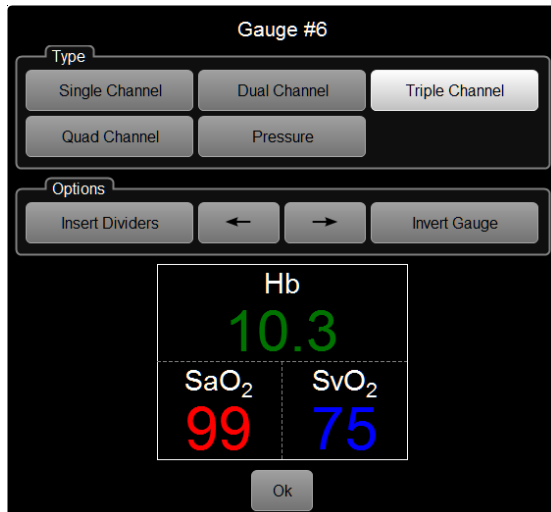 Gauge #6
Type
Single Channel Dual Channel Triple Channel
Quad Channel Pressure
Options
Insert Dividers ← → Invert Gauge
Hb
10.3
SaO₂ SvO₂
99 75
Ok